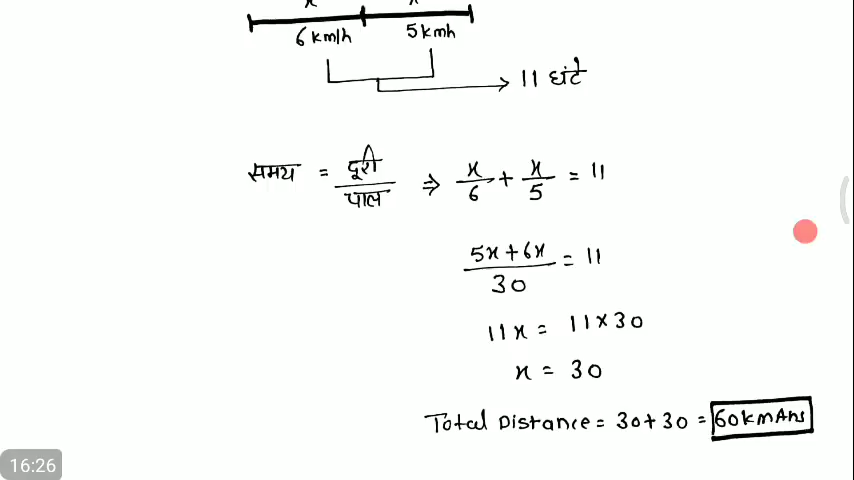 x x
6 km/h 5 kmh
11 घंटे
समय = दूरी/चाल ⇒ x/6 + x/5 = 11
5x+6x/30 = 11
11x = 11×30
x = 30
Total Distance = 30+30 = 60km Ans
16:26